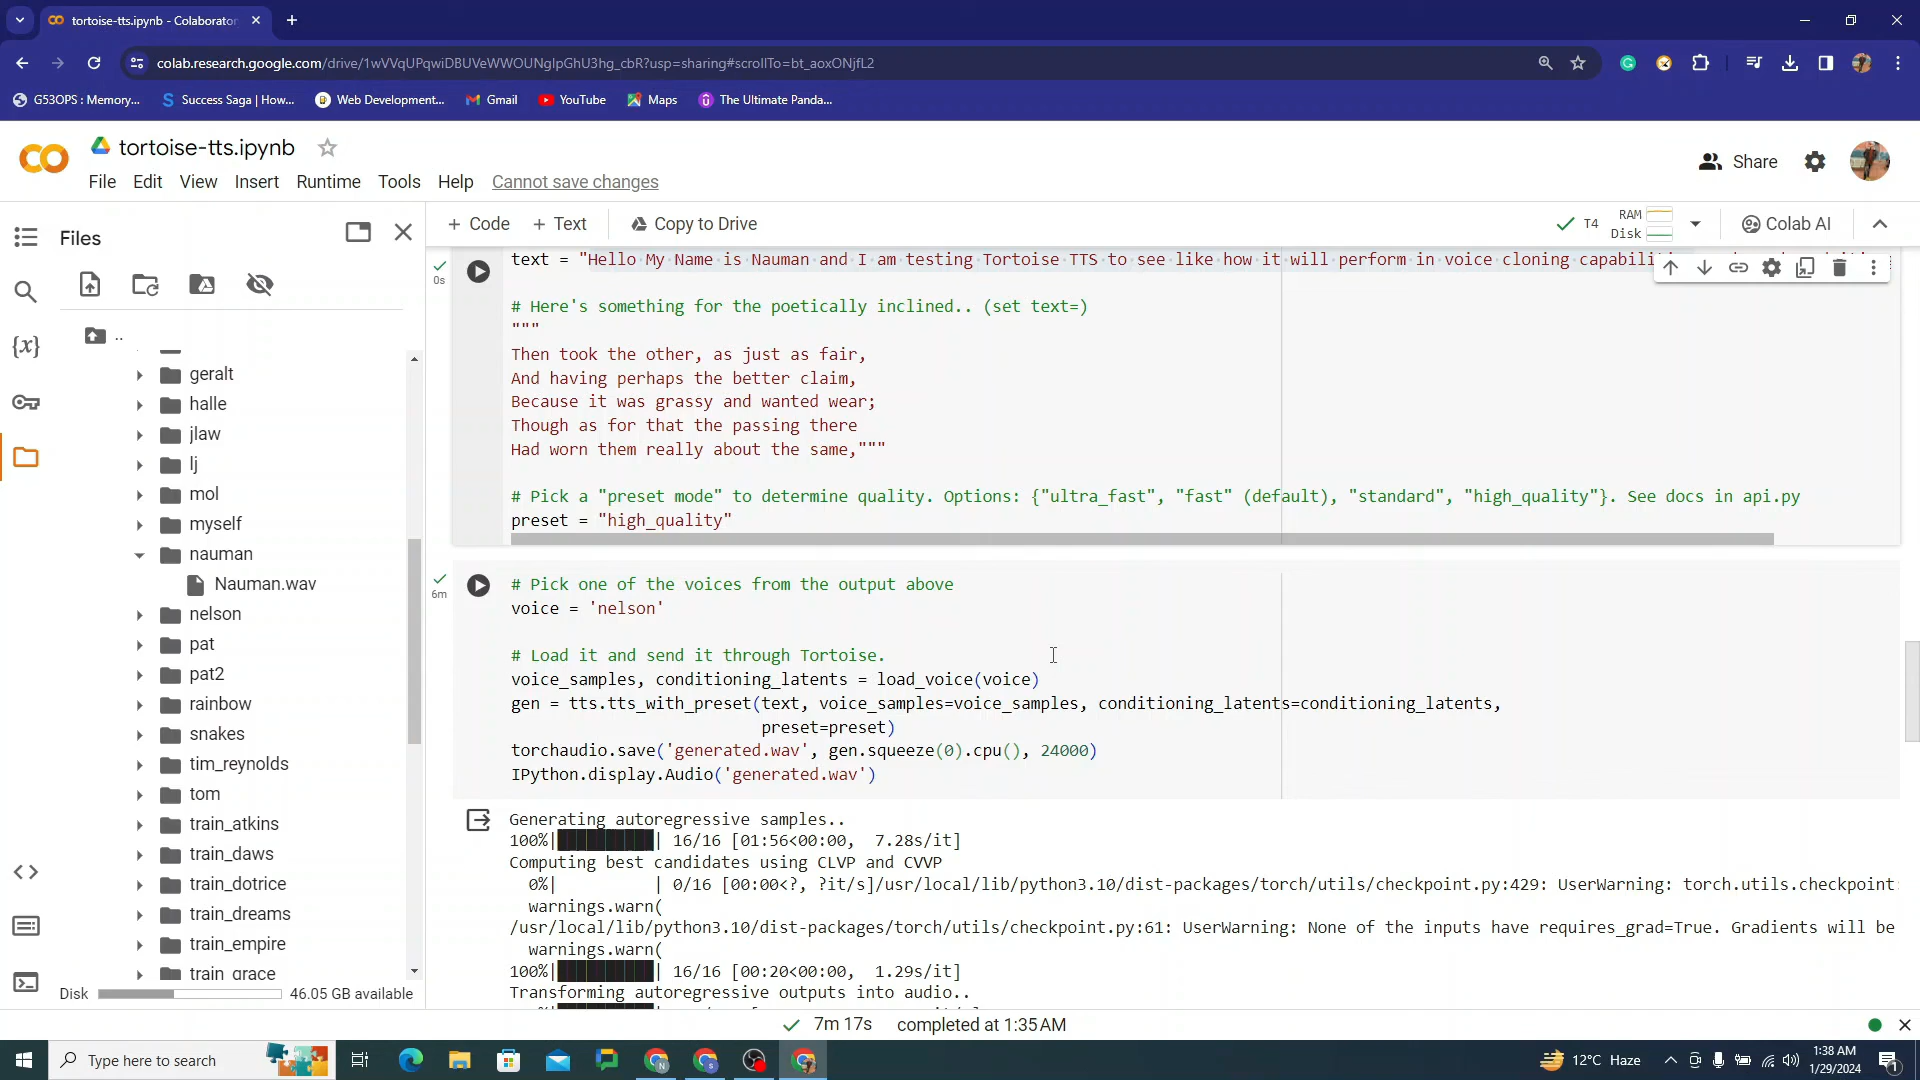 tortoise-tts.ipynb - Colaborator
colab.research.google.com/drive/1wVVqUPqwiDBUVeWWOUNgIpGhU3hg_cbR?usp=sharing#scrollTo=bt_aoxONjfL2
G53OPS : Memory...
Success Saga | How...
Web Development...
Gmail
YouTube
Maps
The Ultimate Panda...
tortoise-tts.ipynb
Share
File Edit View Insert Runtime Tools Help Cannot save changes
Files
+ Code + Text Copy to Drive
T4
RAM
Disk
Colab AI
..
geralt
halle
jlaw
lj
mol
myself
nauman
Nauman.wav
nelson
pat
pat2
rainbow
snakes
tim_reynolds
tom
train_atkins
train_daws
train_dotrice
train_dreams
train_empire
train_grace
Disk 46.05 GB available
0s
text = "Hello My Name is Nauman and I am testing Tortoise TTS to see like how it will perform in voice cloning capabiliti
# Here's something for the poetically inclined.. (set text=)
"""
Then took the other, as just as fair,
And having perhaps the better claim,
Because it was grassy and wanted wear;
Though as for that the passing there
Had worn them really about the same,"""
# Pick a "preset mode" to determine quality. Options: {"ultra_fast", "fast" (default), "standard", "high_quality"}. See docs in api.py
preset = "high_quality"
6m
# Pick one of the voices from the output above
voice = 'nelson'
# Load it and send it through Tortoise.
voice_samples, conditioning_latents = load_voice(voice)
gen = tts.tts_with_preset(text, voice_samples=voice_samples, conditioning_latents=conditioning_latents,
preset=preset)
torchaudio.save('generated.wav', gen.squeeze(0).cpu(), 24000)
IPython.display.Audio('generated.wav')
Generating autoregressive samples..
100%|██████████| 16/16 [01:56<00:00, 7.28s/it]
Computing best candidates using CLVP and CVVP
0%| | 0/16 [00:00<?, ?it/s]/usr/local/lib/python3.10/dist-packages/torch/utils/checkpoint.py:429: UserWarning: torch.utils.checkpoint:
warnings.warn(
/usr/local/lib/python3.10/dist-packages/torch/utils/checkpoint.py:61: UserWarning: None of the inputs have requires_grad=True. Gradients will be
warnings.warn(
100%|██████████| 16/16 [00:20<00:00, 1.29s/it]
Transforming autoregressive outputs into audio..
7m 17s completed at 1:35 AM
Type here to search
12°C Haze
1:38 AM
1/29/2024